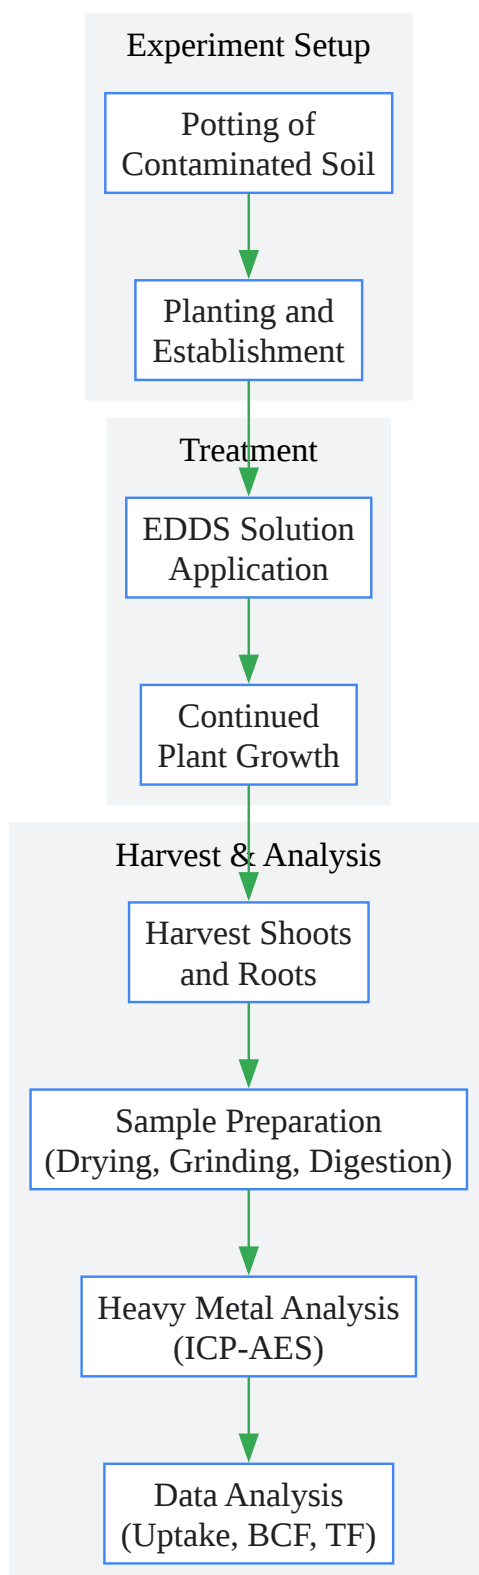 Experiment Setup
Potting of
Contaminated Soil
Planting and
Establishment
Treatment
EDDS Solution
Application
Continued
Plant Growth
Harvest & Analysis
Harvest Shoots
and Roots
Sample Preparation
(Drying, Grinding, Digestion)
Heavy Metal Analysis
(ICP-AES)
Data Analysis
(Uptake, BCF, TF)